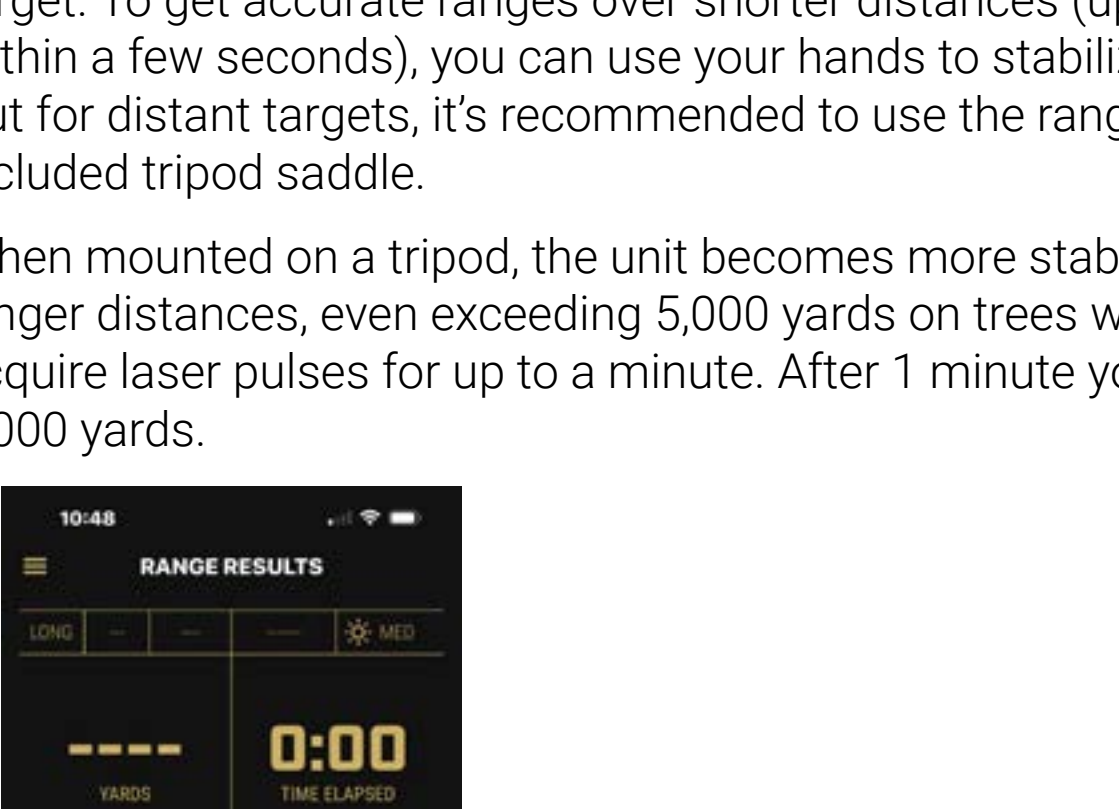 rget. To get accurate ranges over shorter distances (up
thin a few seconds), you can use your hands to stabiliz
ut for distant targets, it’s recommended to use the rang
cluded tripod saddle.
hen mounted on a tripod, the unit becomes more stab
nger distances, even exceeding 5,000 yards on trees w
cquire laser pulses for up to a minute. After 1 minute yo
000 yards.
10:48
RANGE RESULTS
LONG --- --- ---- MED
---- 0:00
YARDS TIME ELAPSED